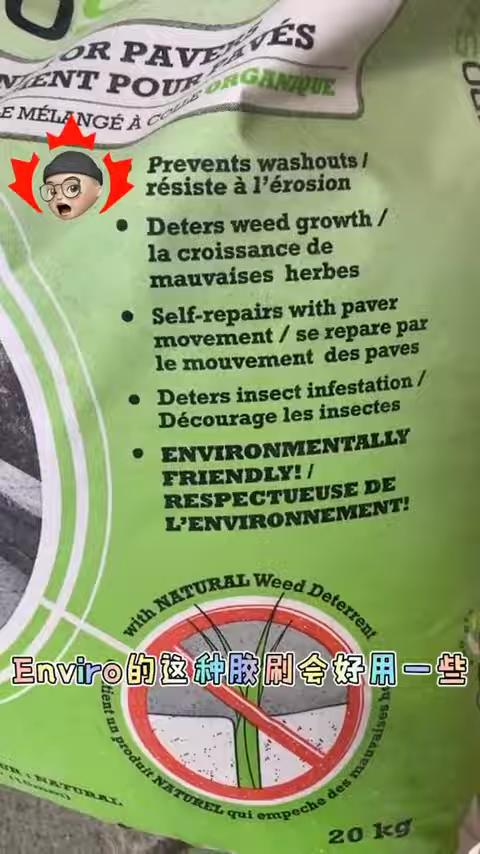 OR PAVERS
POUR PAVÉS
ORGANIQUE
MÉLANGÉ À COLLE
Prevents washouts /
résiste à l'érosion
• Deters weed growth /
la croissance de
mauvaises herbes
• Self-repairs with paver
movement / se repare par
le mouvement des paves
• Deters insect infestation /
Décourage les insectes
• ENVIRONMENTALLY
FRIENDLY! /
RESPECTUEUSE DE
L'ENVIRONNEMENT!
with NATURAL Weed Deterrent
Enviro的这种胶刷会好用一些
un produit NATUREL qui empeche des mauvaises
NATURAL
20 kg